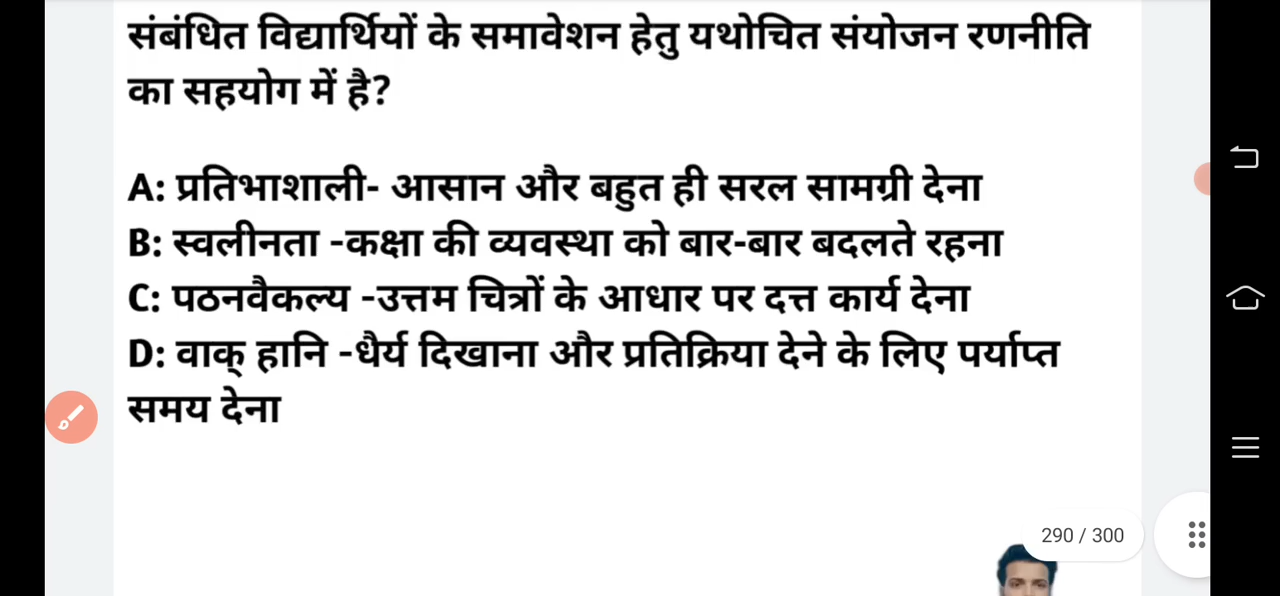 संबंधित विद्यार्थियों के समावेशन हेतु यथोचित संयोजन रणनीति
का सहयोग में है?
A: प्रतिभाशाली- आसान और बहुत ही सरल सामग्री देना
B: स्वलीनता -कक्षा की व्यवस्था को बार-बार बदलते रहना
C: पठनवैकल्य -उत्तम चित्रों के आधार पर दत्त कार्य देना
D: वाक् हानि -धैर्य दिखाना और प्रतिक्रिया देने के लिए पर्याप्त
समय देना
290 / 300